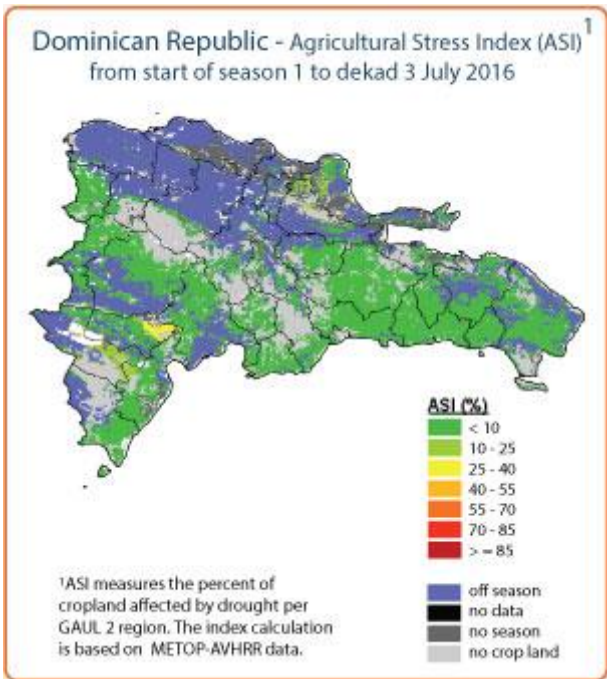 Dominican Republic - Agricultural Stress Index (ASI)¹
from start of season 1 to dekad 3 July 2016
ASI (%)
< 10
10 - 25
25 - 40
40 - 55
55 - 70
70 - 85
> = 85
off season
no data
no season
no crop land
¹ASI measures the percent of
cropland affected by drought per
GAUL 2 region. The index calculation
is based on METOP-AVHRR data.